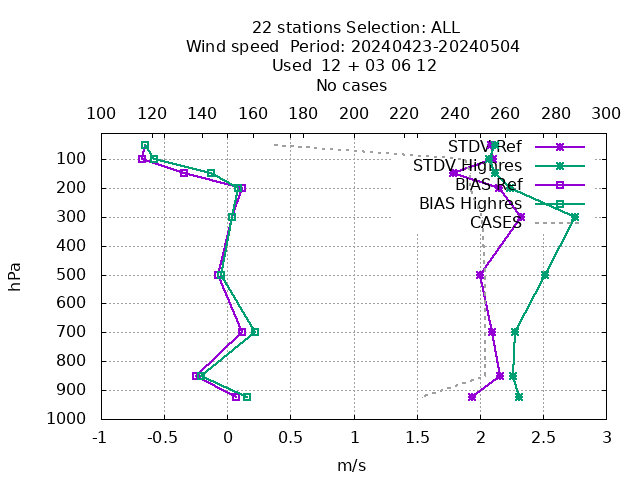 22 stations Selection: ALL
Wind speed  Period: 20240423-20240504
Used  12 + 03 06 12
No cases
100 120 140 160 180 200 220 240 260 280 300
STDV Ref
STDV Highres
BIAS Ref
BIAS Highres
CASES
100
200
300
400
500
600
700
800
900
1000
hPa
-1 -0.5 0 0.5 1 1.5 2 2.5 3
m/s